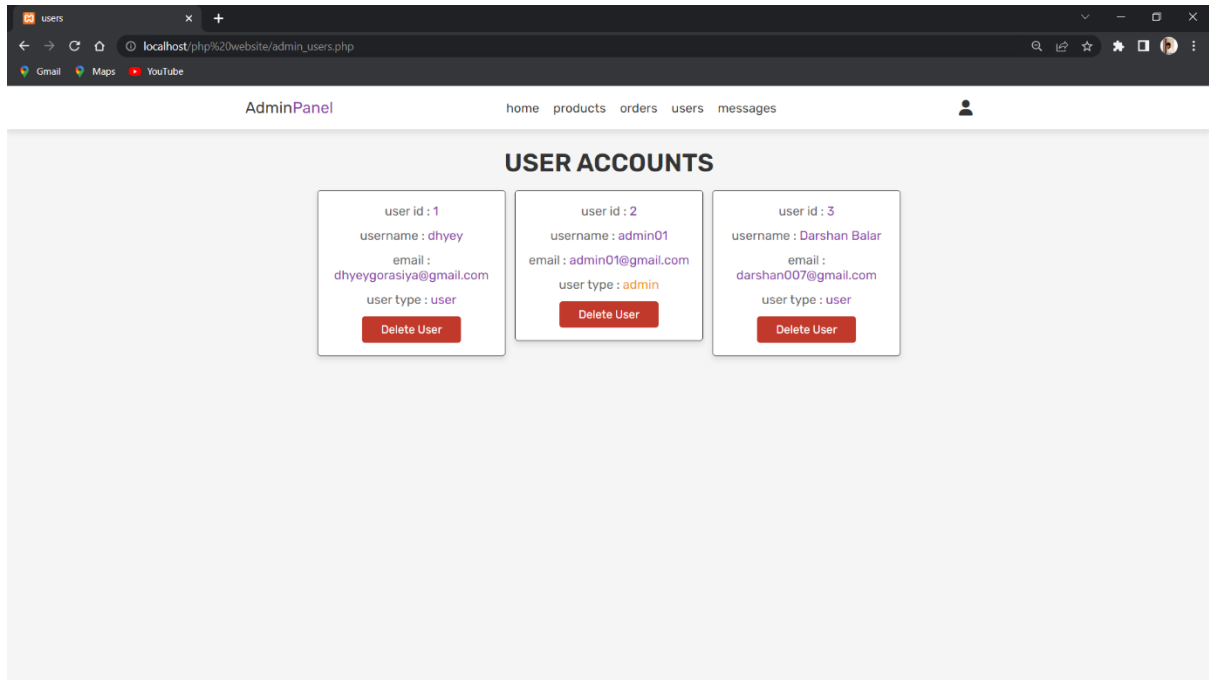 users
localhost/php%20website/admin_users.php
Gmail Maps YouTube
AdminPanel home products orders users messages
USER ACCOUNTS
user id : 1
username : dhyey
email :
dhyeygorasiya@gmail.com
user type : user
Delete User
user id : 2
username : admin01
email : admin01@gmail.com
user type : admin
Delete User
user id : 3
username : Darshan Balar
email :
darshan007@gmail.com
user type : user
Delete User